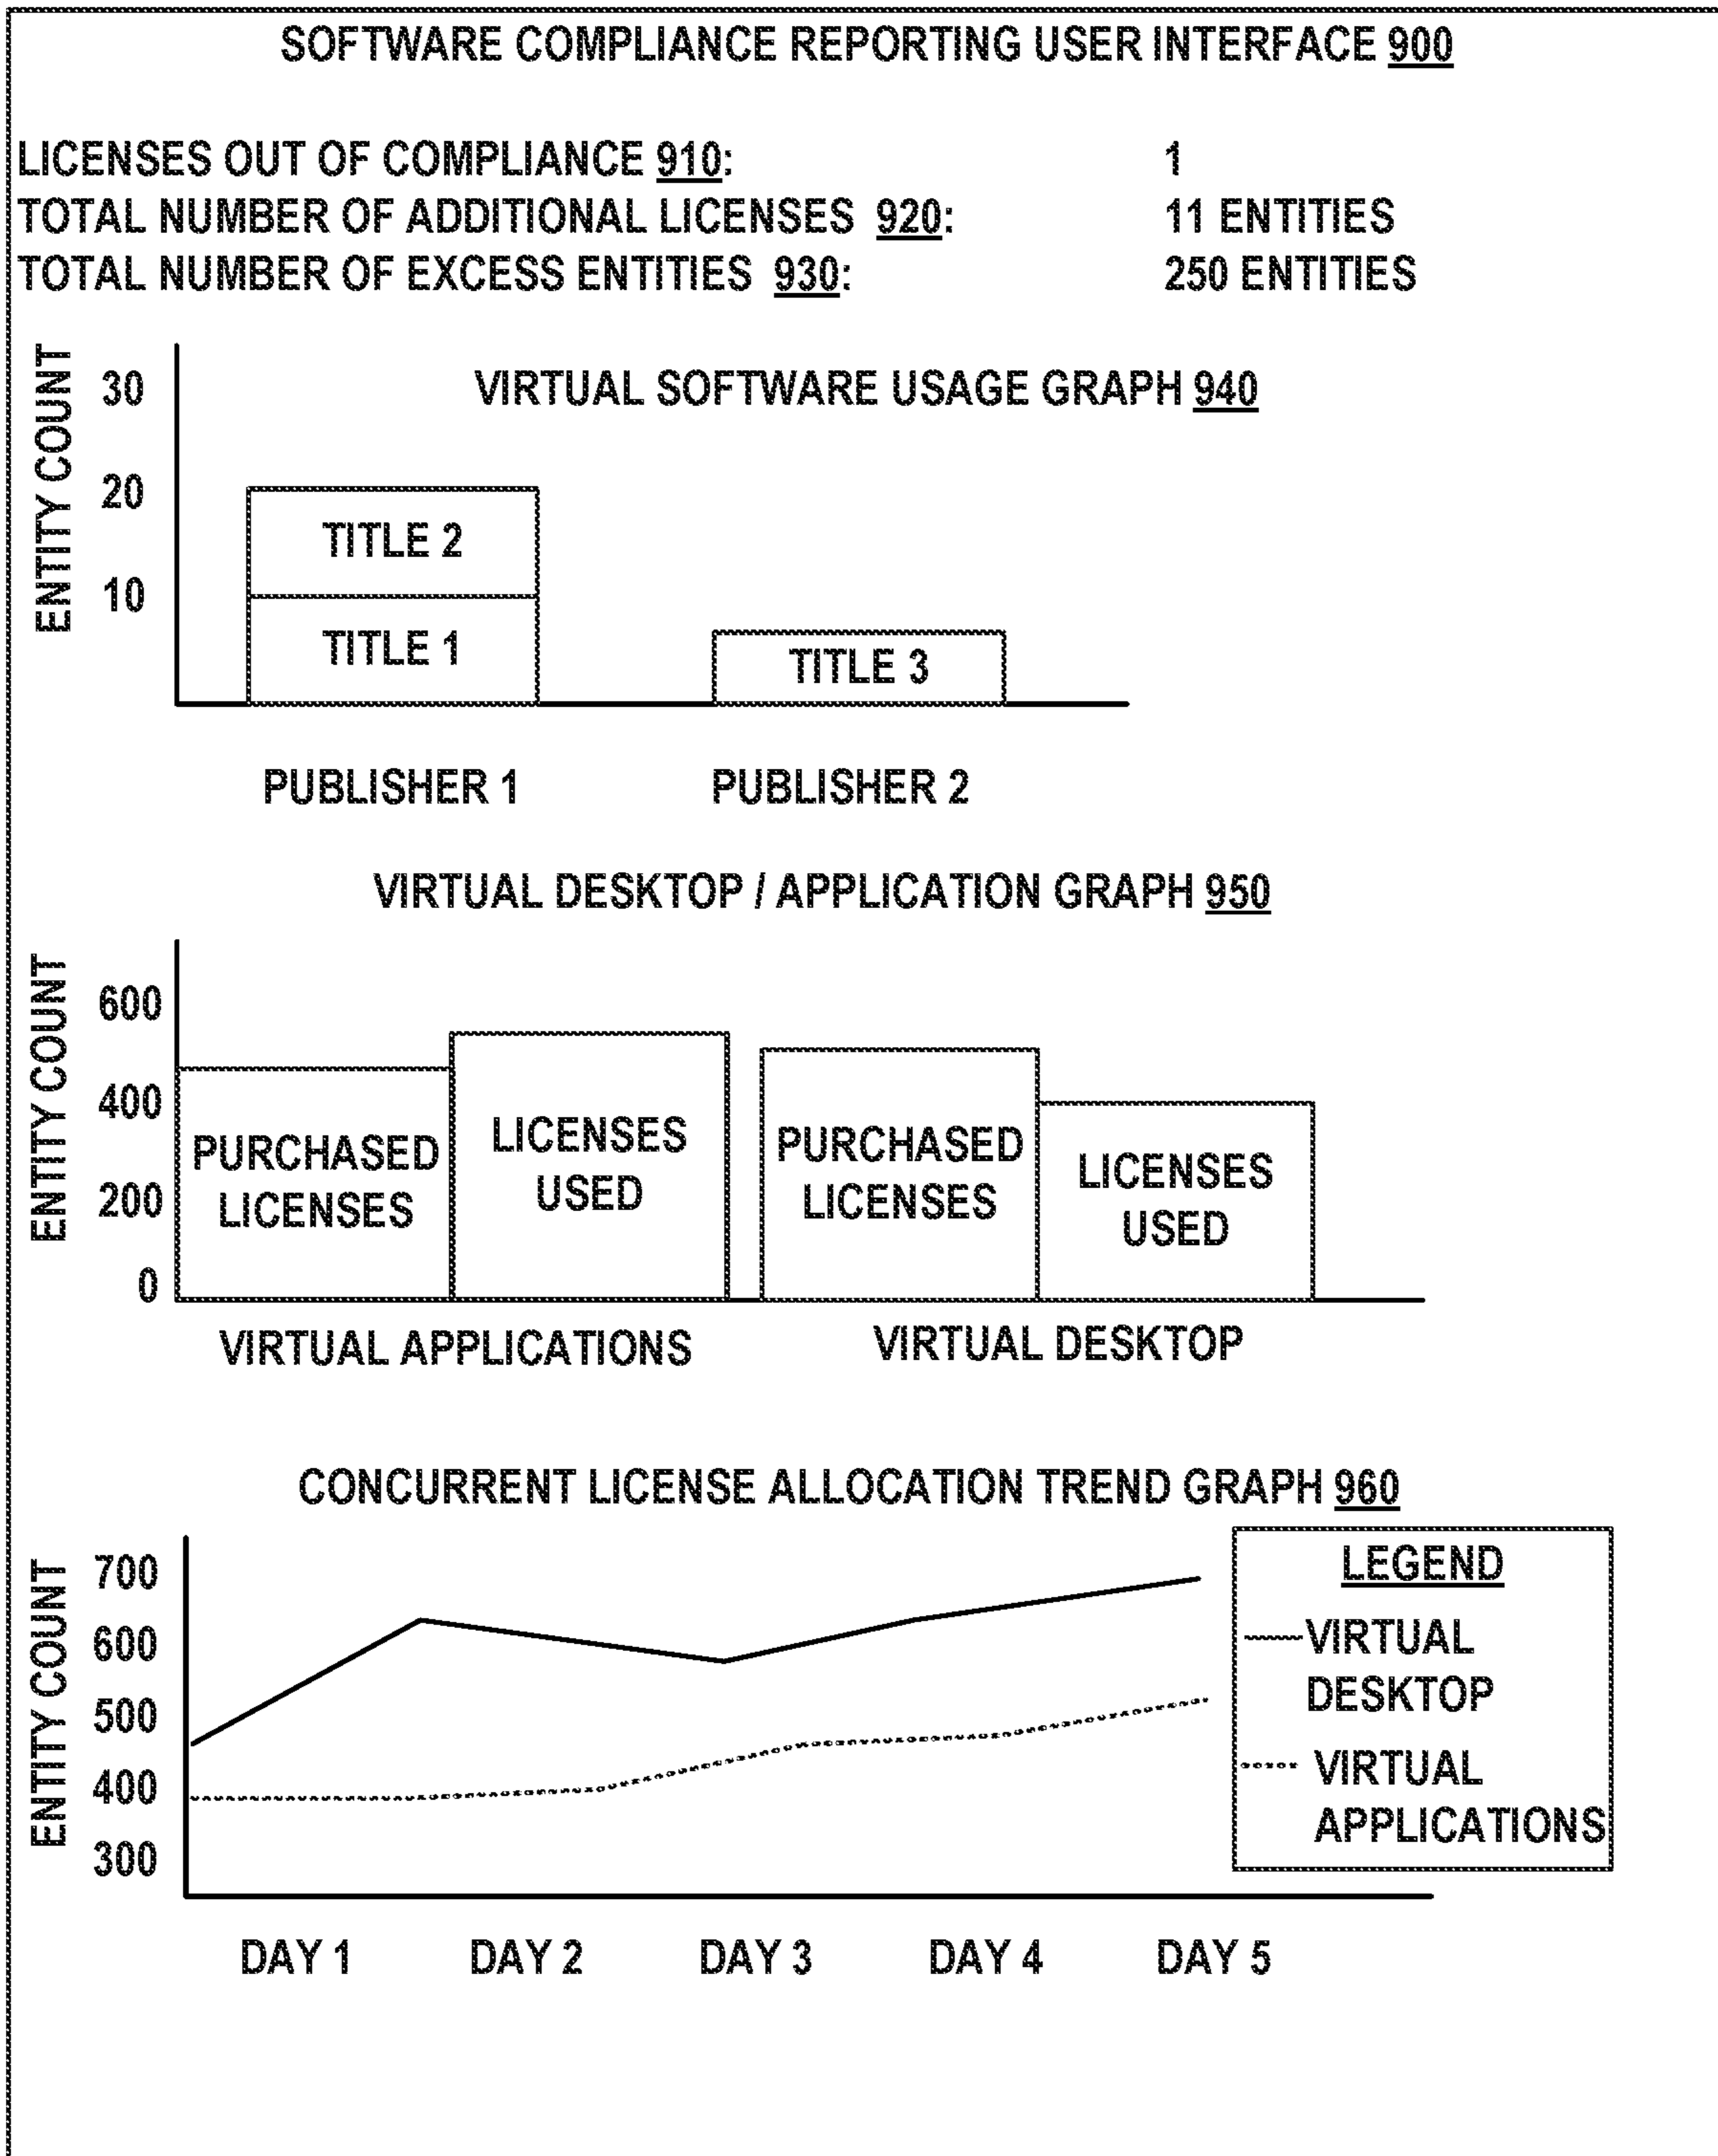 SOFTWARE COMPLIANCE REPORTING USER INTERFACE 900
LICENSES OUT OF COMPLIANCE 910: 1
TOTAL NUMBER OF ADDITIONAL LICENSES 920: 11 ENTITIES
TOTAL NUMBER OF EXCESS ENTITIES 930: 250 ENTITIES
VIRTUAL SOFTWARE USAGE GRAPH 940
ENTITY COUNT
30
20
10
TITLE 2
TITLE 1
TITLE 3
PUBLISHER 1
PUBLISHER 2
VIRTUAL DESKTOP / APPLICATION GRAPH 950
ENTITY COUNT
600
400
200
0
PURCHASED
LICENSES
LICENSES
USED
PURCHASED
LICENSES
LICENSES
USED
VIRTUAL APPLICATIONS
VIRTUAL DESKTOP
CONCURRENT LICENSE ALLOCATION TREND GRAPH 960
ENTITY COUNT
700
600
500
400
300
LEGEND
VIRTUAL
DESKTOP
VIRTUAL
APPLICATIONS
DAY 1
DAY 2
DAY 3
DAY 4
DAY 5